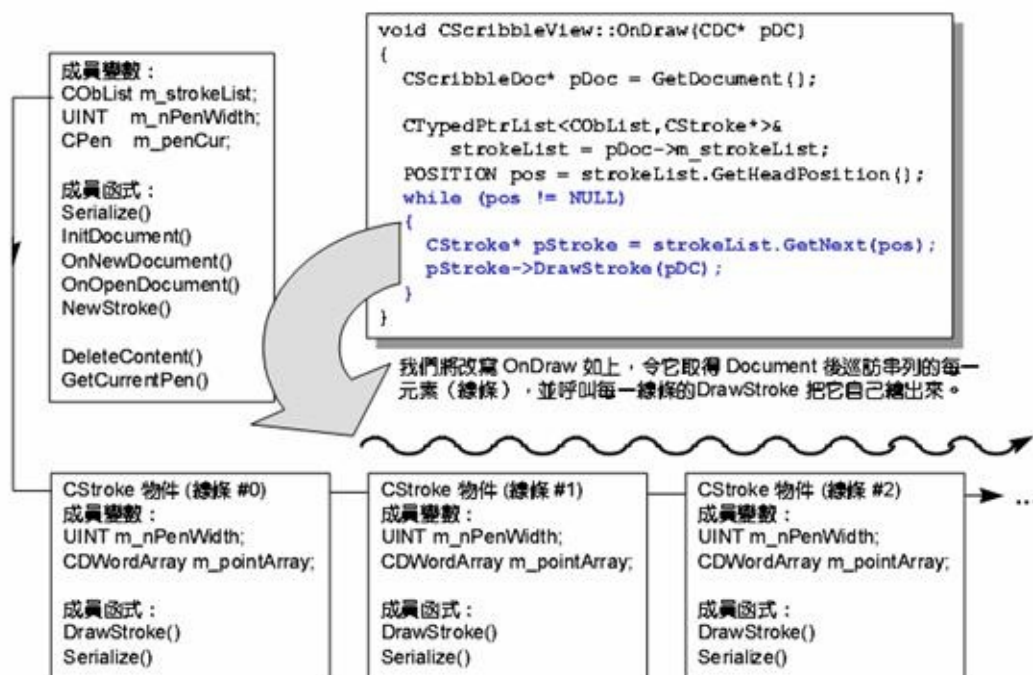 void CScribbleView::OnDraw(CDC* pDC)
{
CScribbleDoc* pDoc = GetDocument();
CTypedPtrList<CObList,CStroke*>&
strokeList = pDoc->m_strokeList;
POSITION pos = strokeList.GetHeadPosition();
while (pos != NULL)
{
CStroke* pStroke = strokeList.GetNext(pos);
pStroke->DrawStroke(pDC);
}
}
成員變數：
CObList m_strokeList;
UINT m_nPenWidth;
CPen m_penCur;
成員函式：
Serialize()
InitDocument()
OnNewDocument()
OnOpenDocument()
NewStroke()
DeleteContent()
GetCurrentPen()
我們將改寫 OnDraw 如上，令它取得 Document 後巡訪串列的每一
元素（線條），並呼叫每一線條的DrawStroke 把它自己繪出來。
CStroke 物件 (線條 #0)
成員變數：
UINT m_nPenWidth;
CDWordArray m_pointArray;
成員函式：
DrawStroke()
Serialize()
CStroke 物件 (線條 #1)
成員變數：
UINT m_nPenWidth;
CDWordArray m_pointArray;
成員函式：
DrawStroke()
Serialize()
CStroke 物件 (線條 #2)
成員變數：
UINT m_nPenWidth;
CDWordArray m_pointArray;
成員函式：
DrawStroke()
Serialize()
...